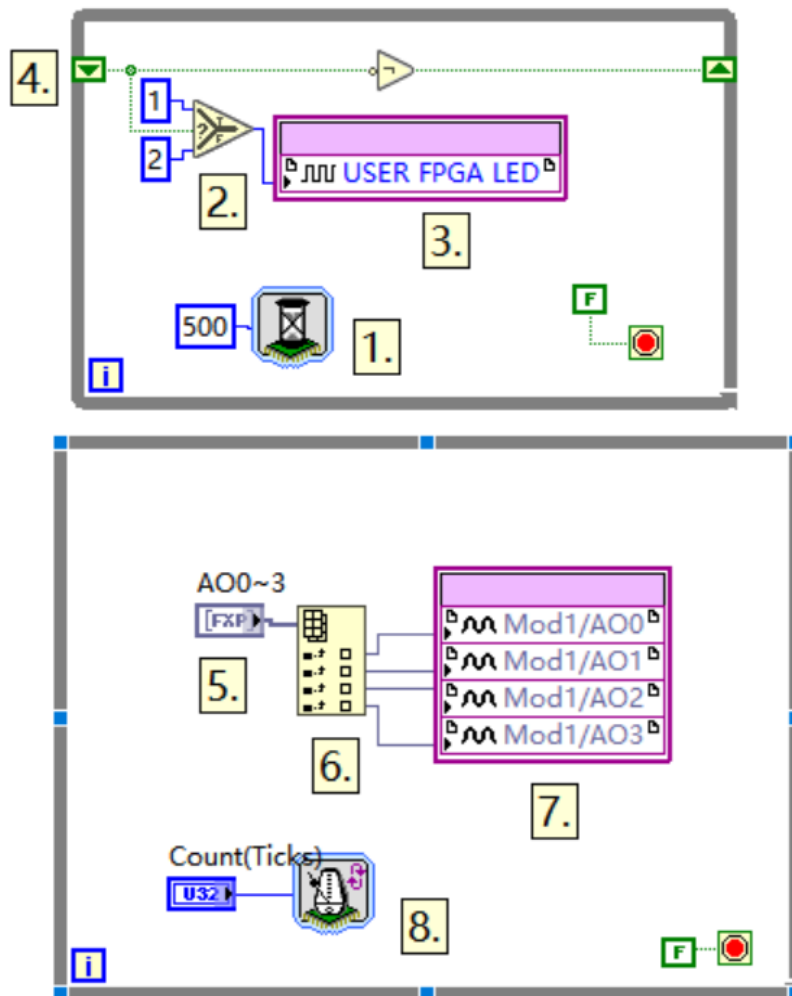 4.
1
T
?
F
2
USER FPGA LED
2.
3.
500
1.
F
i
AO0~3
[FXP]
Mod1/AO0
Mod1/AO1
5.
Mod1/AO2
Mod1/AO3
6.
7.
Count(Ticks)
U32
8.
F
i